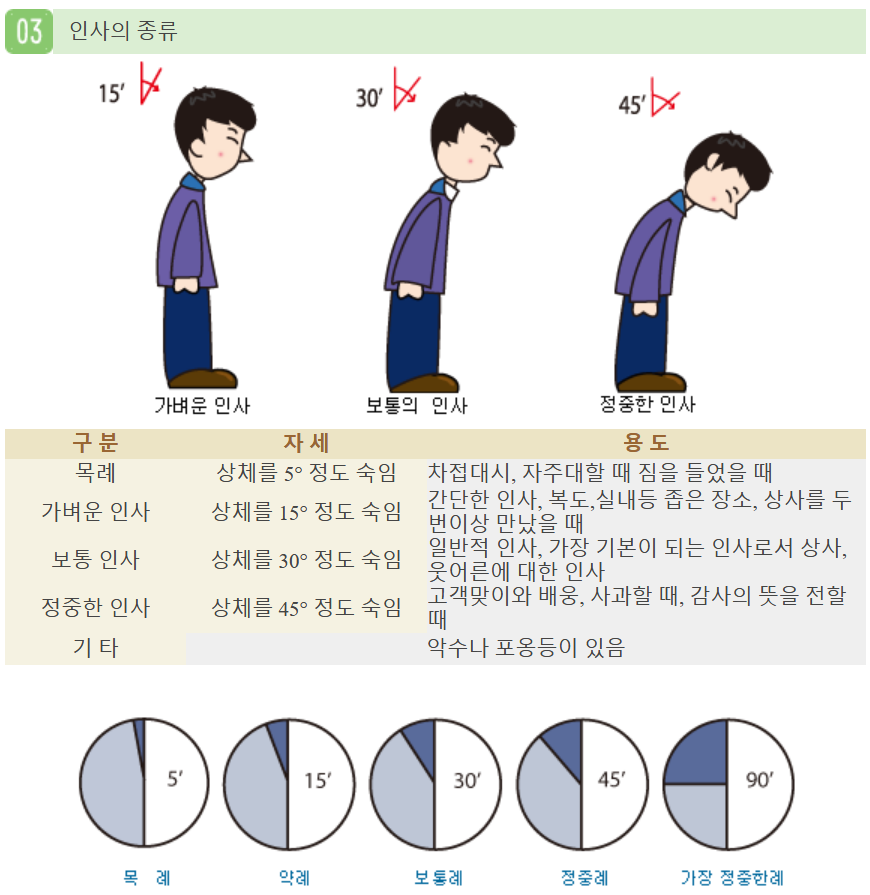 03 인사의 종류
15′ 30′ 45′
가벼운 인사 보통의 인사 정중한 인사
구 분 자 세 용 도
목례 상체를 5° 정도 숙임 차접대시, 자주대할 때 짐을 들었을 때
가벼운 인사 상체를 15° 정도 숙임 간단한 인사, 복도,실내등 좁은 장소, 상사를 두
번이상 만났을 때
보통 인사 상체를 30° 정도 숙임 일반적 인사, 가장 기본이 되는 인사로서 상사,
웃어른에 대한 인사
정중한 인사 상체를 45° 정도 숙임 고객맞이와 배웅, 사과할 때, 감사의 뜻을 전할
때
기 타 악수나 포옹등이 있음
5′ 15′ 30′ 45′ 90′
목 례 약례 보통례 정중례 가장 정중한례